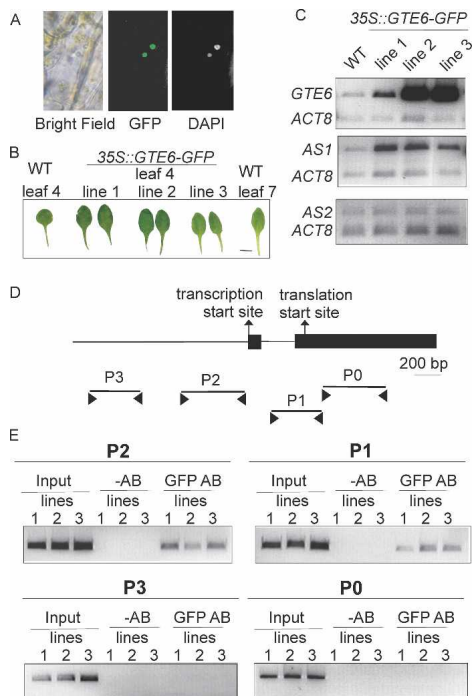 A
Bright Field GFP DAPI
B
WT 35S::GTE6-GFP WT
leaf 4
leaf 4 line 1 line 2 line 3 leaf 7
C
35S::GTE6-GFP
WT line 1 line 2 line 3
GTE6
ACT8
AS1
ACT8
AS2
ACT8
D
transcription translation
start site start site
200 bp
P3 P2 P1 P0
E
P2
Input -AB GFP AB
lines lines
1 2 3 1 2 3 1 2 3
P1
Input -AB GFP AB
lines lines
1 2 3 1 2 3 1 2 3
P3
Input -AB GFP AB
lines lines lines
1 2 3 1 2 3 1 2 3
P0
Input -AB GFP AB
lines lines lines
1 2 3 1 2 3 1 2 3